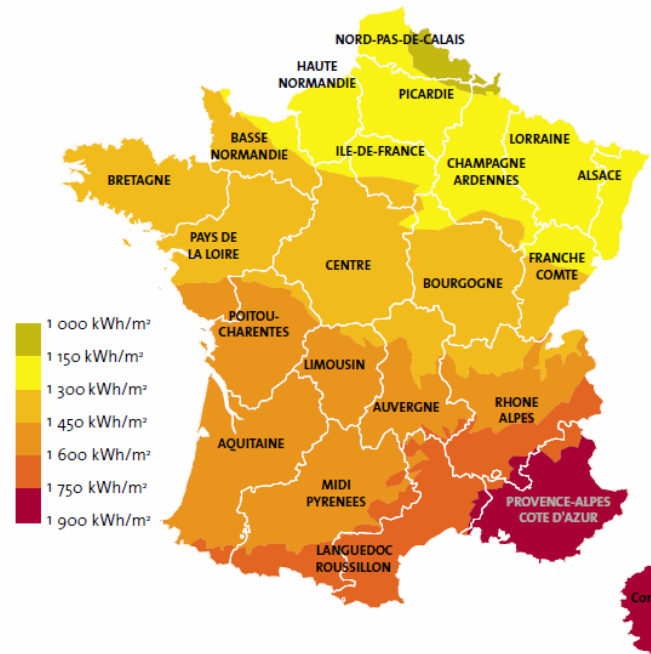 NORD-PAS-DE-CALAIS
HAUTE
NORMANDIE
PICARDIE
BASSE
NORMANDIE
ILE-DE-FRANCE
LORRAINE
CHAMPAGNE
ARDENNES
ALSACE
BRETAGNE
PAYS DE
LA LOIRE
CENTRE
BOURGOGNE
FRANCHE
COMTE
POITOU-
CHARENTES
LIMOUSIN
AUVERGNE
RHONE
ALPES
AQUITAINE
MIDI
PYRENEES
PROVENCE-ALPES
COTE D'AZUR
LANGUEDOC
ROUSSILLON
1 000 kWh/m²
1 150 kWh/m²
1 300 kWh/m²
1 450 kWh/m²
1 600 kWh/m²
1 750 kWh/m²
1 900 kWh/m²